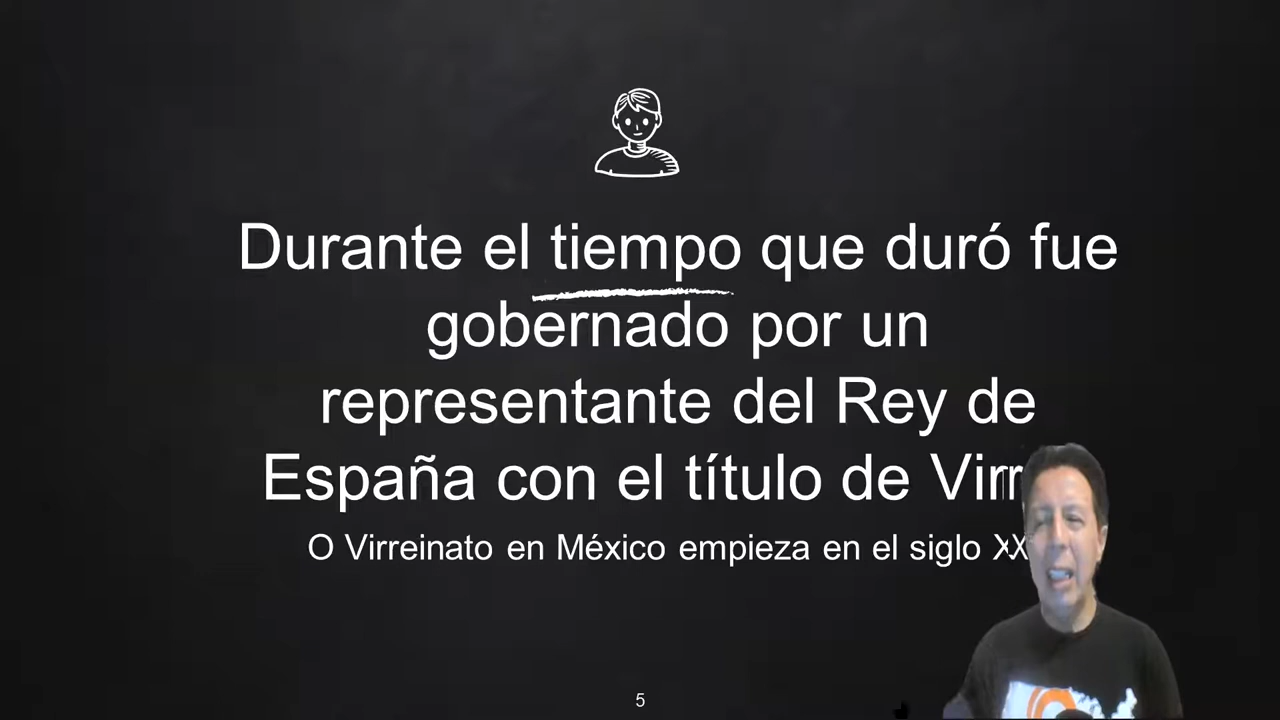 Durante el tiempo que duró fue
gobernado por un
representante del Rey de
España con el título de
O Virreinato en México empieza en el siglo
5